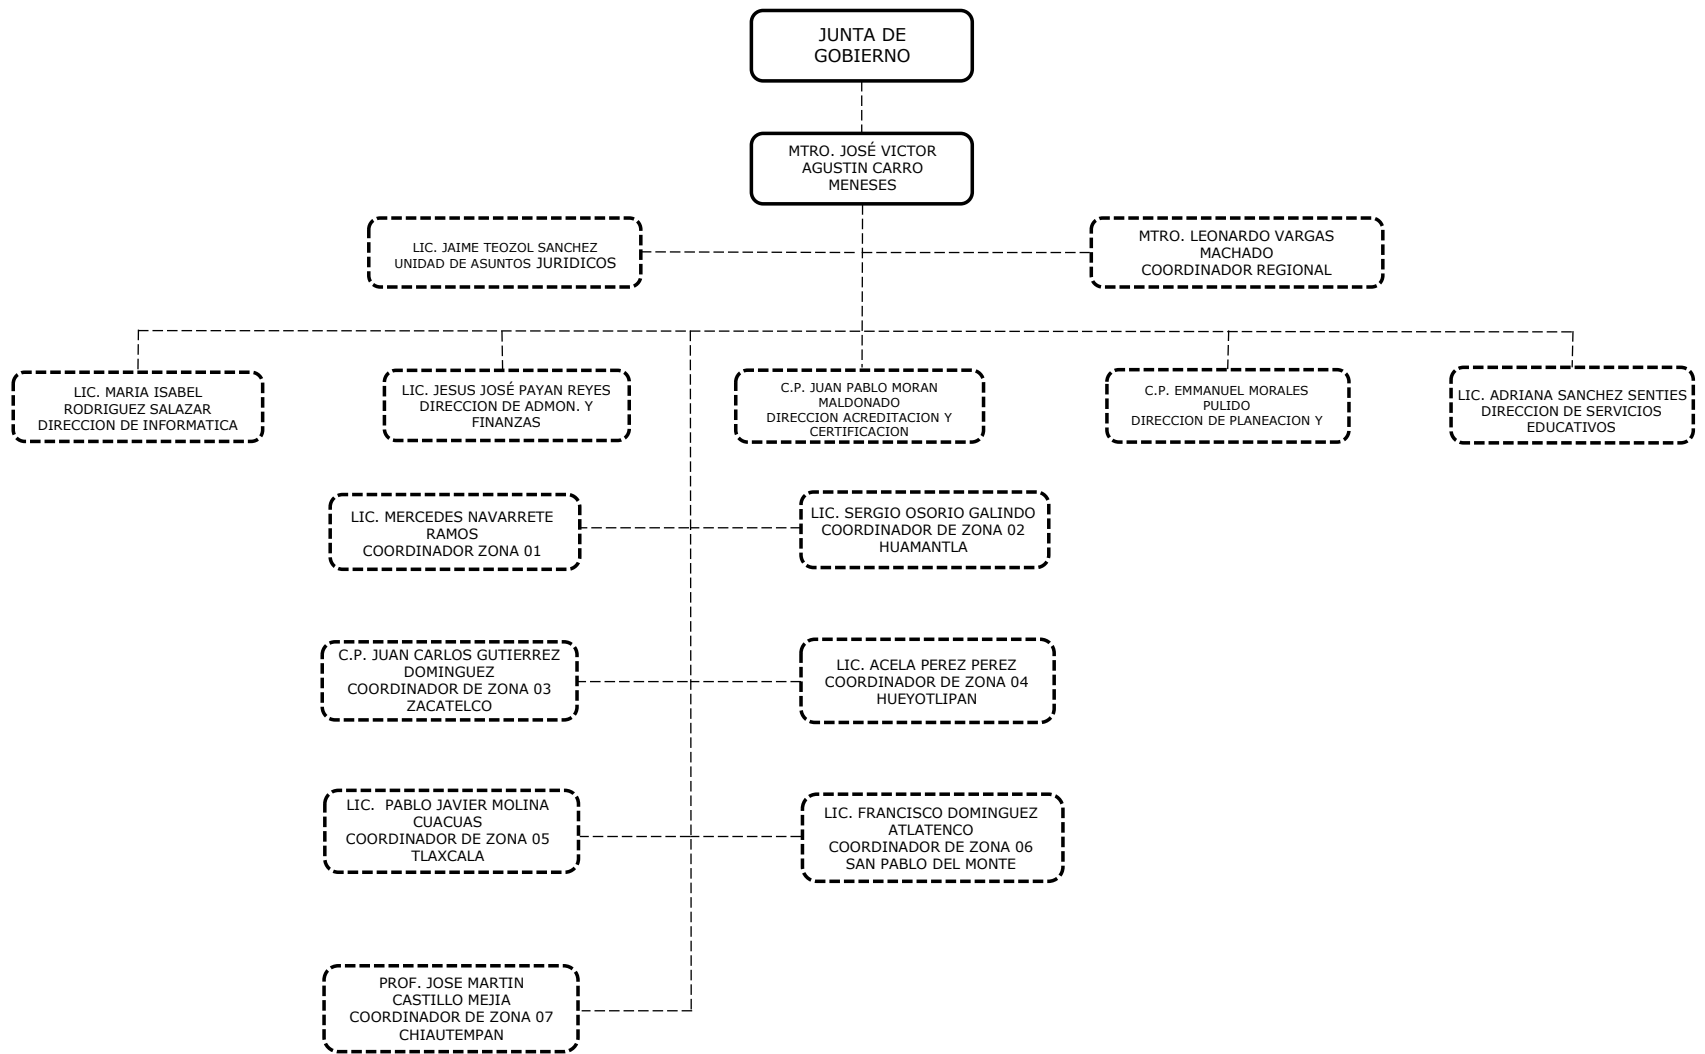 JUNTA DE
GOBIERNO
MTRO. JOSÉ VICTOR
AGUSTIN CARRO
MENESES
LIC. JAIME TEOZOL SANCHEZ
UNIDAD DE ASUNTOS JURIDICOS
MTRO. LEONARDO VARGAS
MACHADO
COORDINADOR REGIONAL
LIC. MARIA ISABEL
RODRIGUEZ SALAZAR
DIRECCION DE INFORMATICA
LIC. JESUS JOSÉ PAYAN REYES
DIRECCION DE ADMON. Y
FINANZAS
C.P. JUAN PABLO MORAN
MALDONADO
DIRECCION ACREDITACION Y
CERTIFICACION
C.P. EMMANUEL MORALES
PULIDO
DIRECCION DE PLANEACION Y
LIC. ADRIANA SANCHEZ SENTIES
DIRECCION DE SERVICIOS
EDUCATIVOS
LIC. MERCEDES NAVARRETE
RAMOS
COORDINADOR ZONA 01
LIC. SERGIO OSORIO GALINDO
COORDINADOR DE ZONA 02
HUAMANTLA
C.P. JUAN CARLOS GUTIERREZ
DOMINGUEZ
COORDINADOR DE ZONA 03
ZACATELCO
LIC. ACELA PEREZ PEREZ
COORDINADOR DE ZONA 04
HUEYOTLIPAN
LIC. PABLO JAVIER MOLINA
CUACUAS
COORDINADOR DE ZONA 05
TLAXCALA
LIC. FRANCISCO DOMINGUEZ
ATLATENCO
COORDINADOR DE ZONA 06
SAN PABLO DEL MONTE
PROF. JOSE MARTIN
CASTILLO MEJIA
COORDINADOR DE ZONA 07
CHIAUTEMPAN